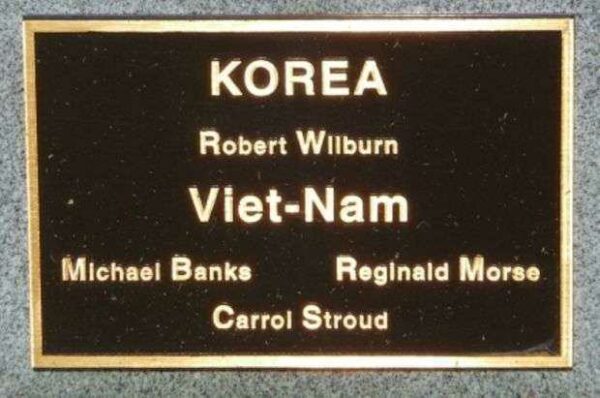 KOREA
Robert Wilburn
Viet-Nam
Michael Banks Reginald Morse
Carrol Stroud